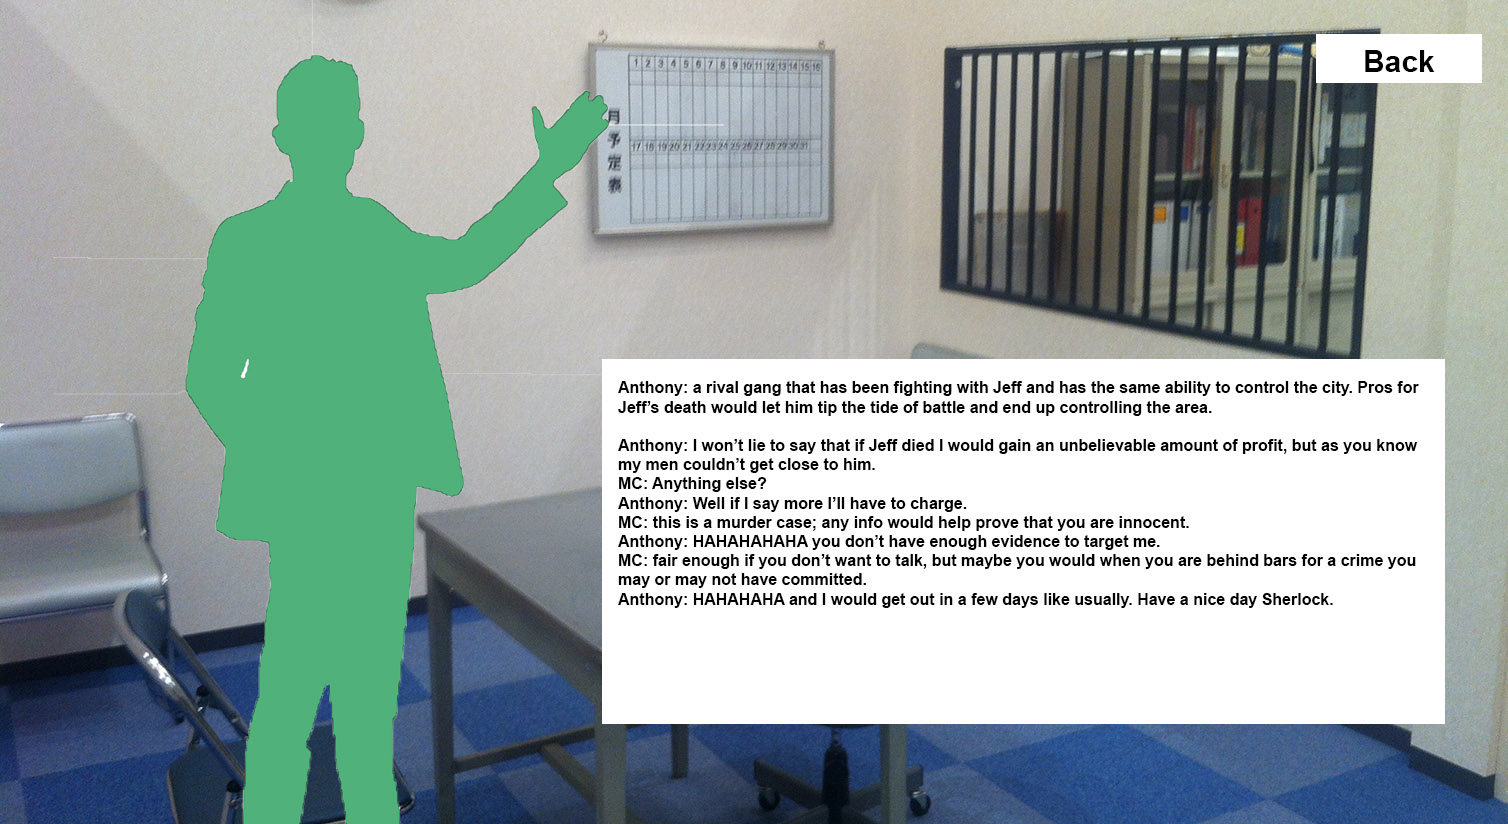 Back
1 2 3 4 5 6 7 8 9 10 11 12 13 14 15 16
月予定表
17 18 19 20 21 22 23 24 25 26 27 28 29 30 31
Anthony: a rival gang that has been fighting with Jeff and has the same ability to control the city. Pros for
Jeff’s death would let him tip the tide of battle and end up controlling the area.
Anthony: I won’t lie to say that if Jeff died I would gain an unbelievable amount of profit, but as you know
my men couldn’t get close to him.
MC: Anything else?
Anthony: Well if I say more I’ll have to charge.
MC: this is a murder case; any info would help prove that you are innocent.
Anthony: HAHAHAHAHA you don’t have enough evidence to target me.
MC: fair enough if you don’t want to talk, but maybe you would when you are behind bars for a crime you
may or may not have committed.
Anthony: HAHAHAHA and I would get out in a few days like usually. Have a nice day Sherlock.